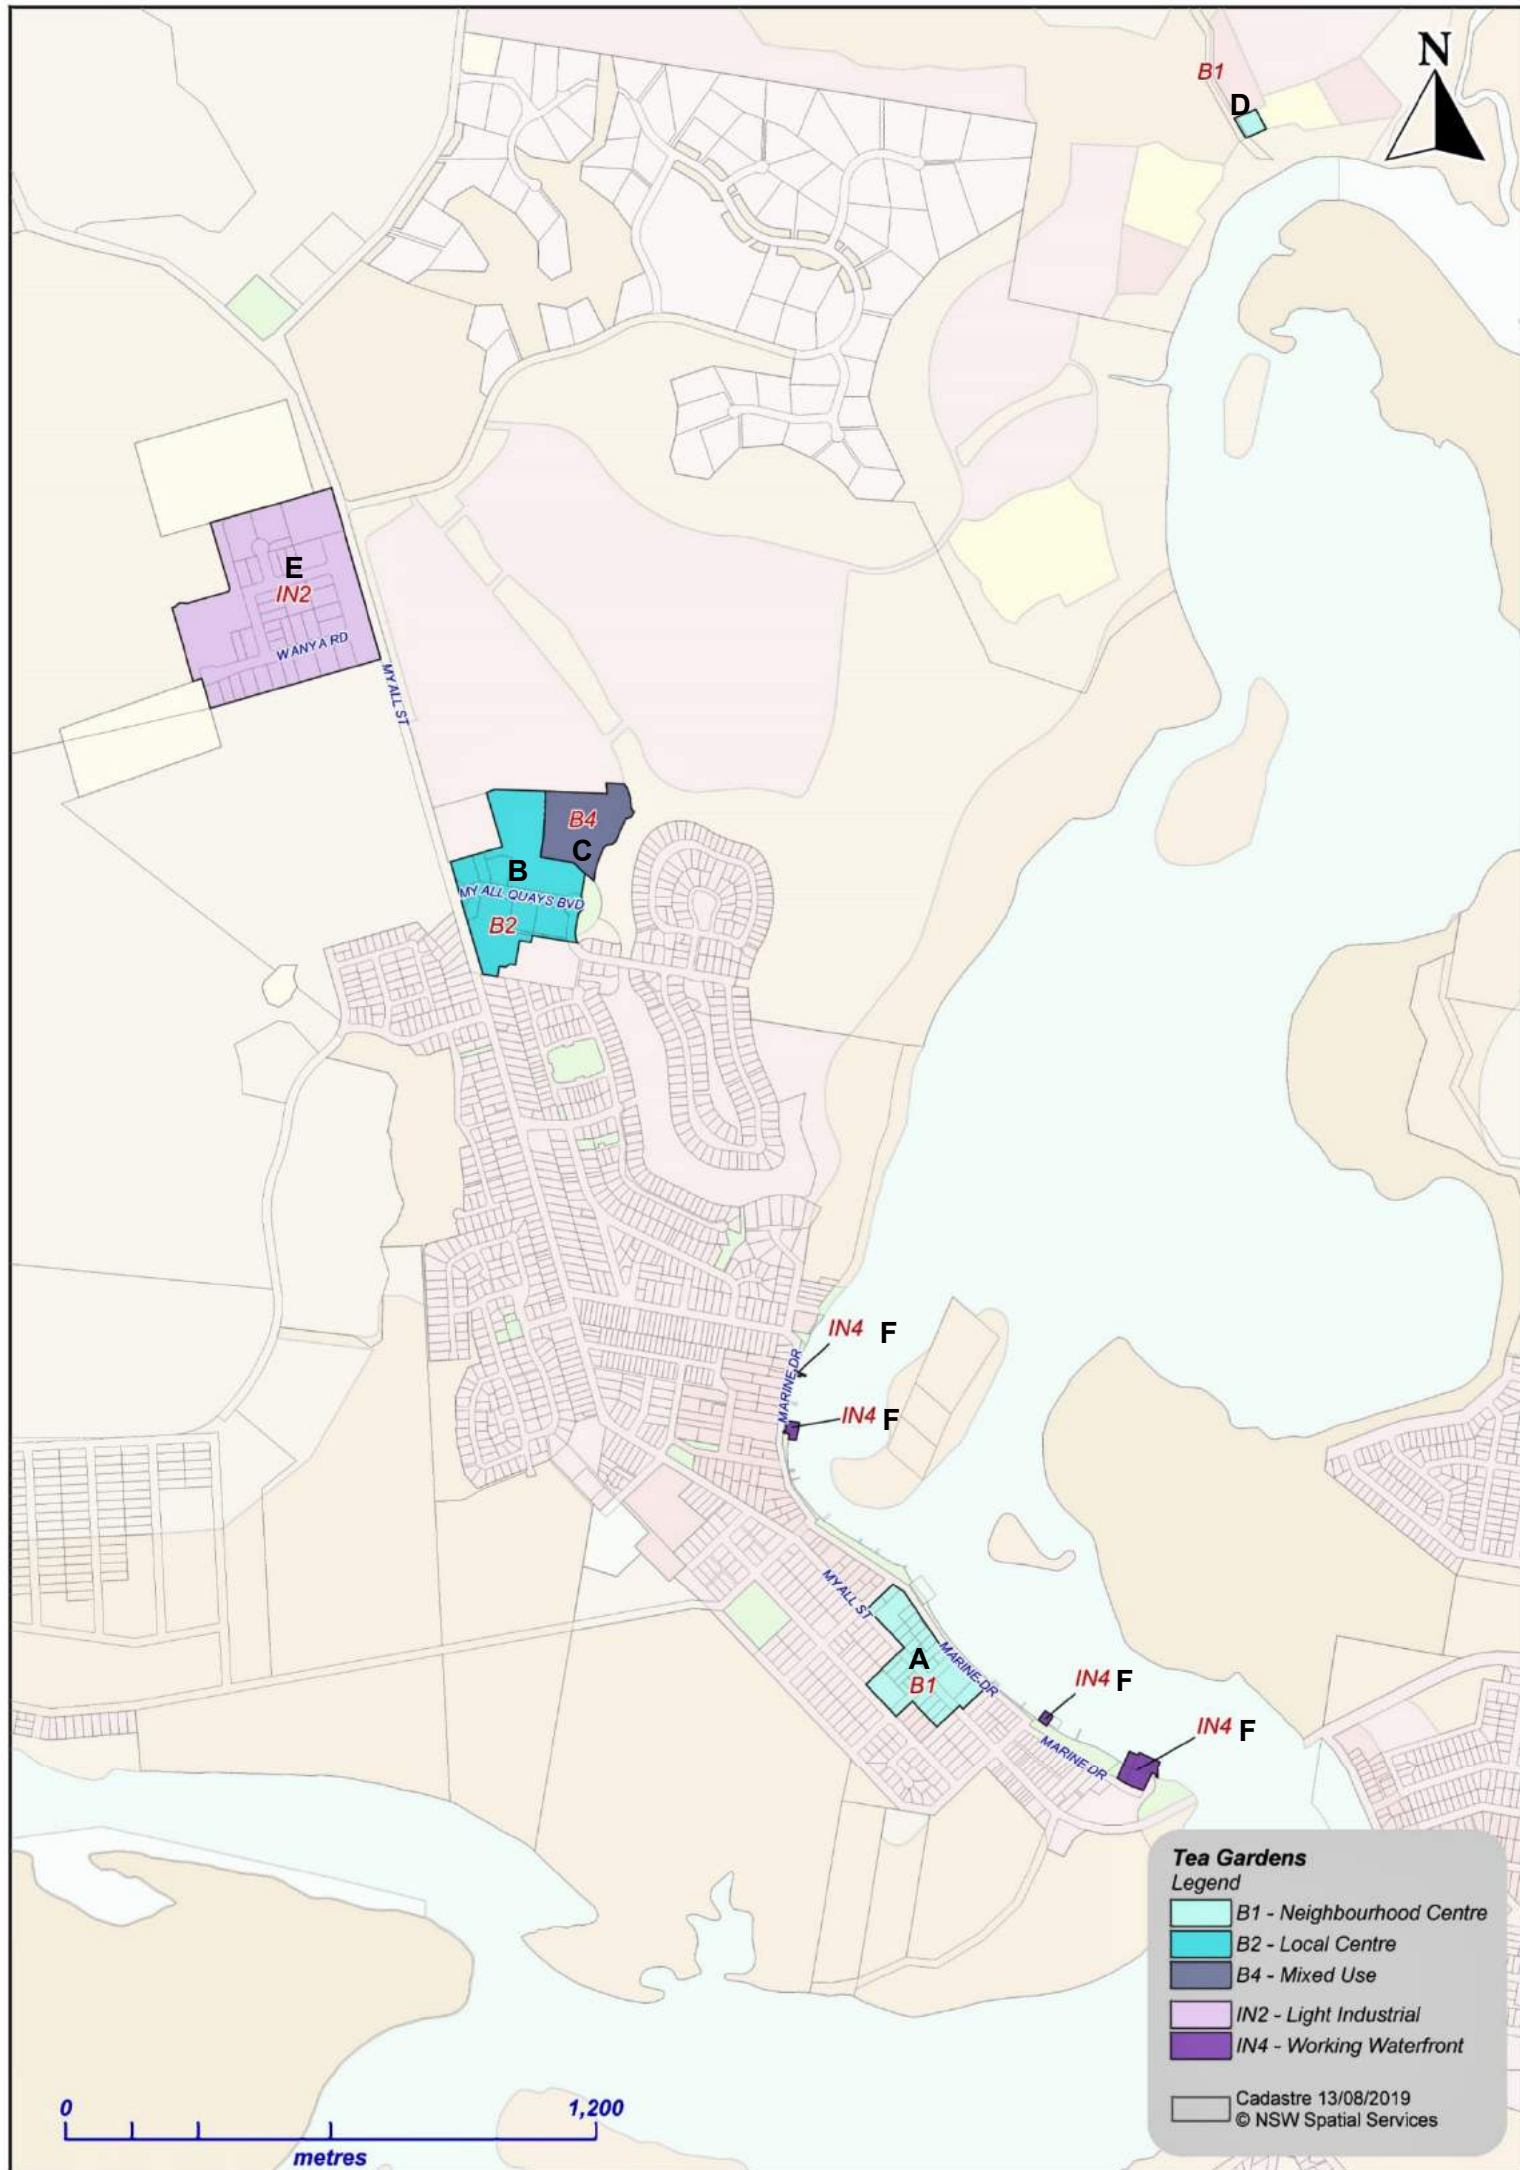 N
B1
D
E
IN2
WANYA RD
MYALL ST
B4
C
B
MYALL QUAYS BVD
B2
IN4 F
MARINE DR
IN4 F
MYALL ST
A
B1
MARINE DR
IN4 F
IN4 F
MARINE DR
Tea Gardens
Legend
B1 - Neighbourhood Centre
B2 - Local Centre
B4 - Mixed Use
IN2 - Light Industrial
IN4 - Working Waterfront
Cadastre 13/08/2019
© NSW Spatial Services
0 1,200
metres